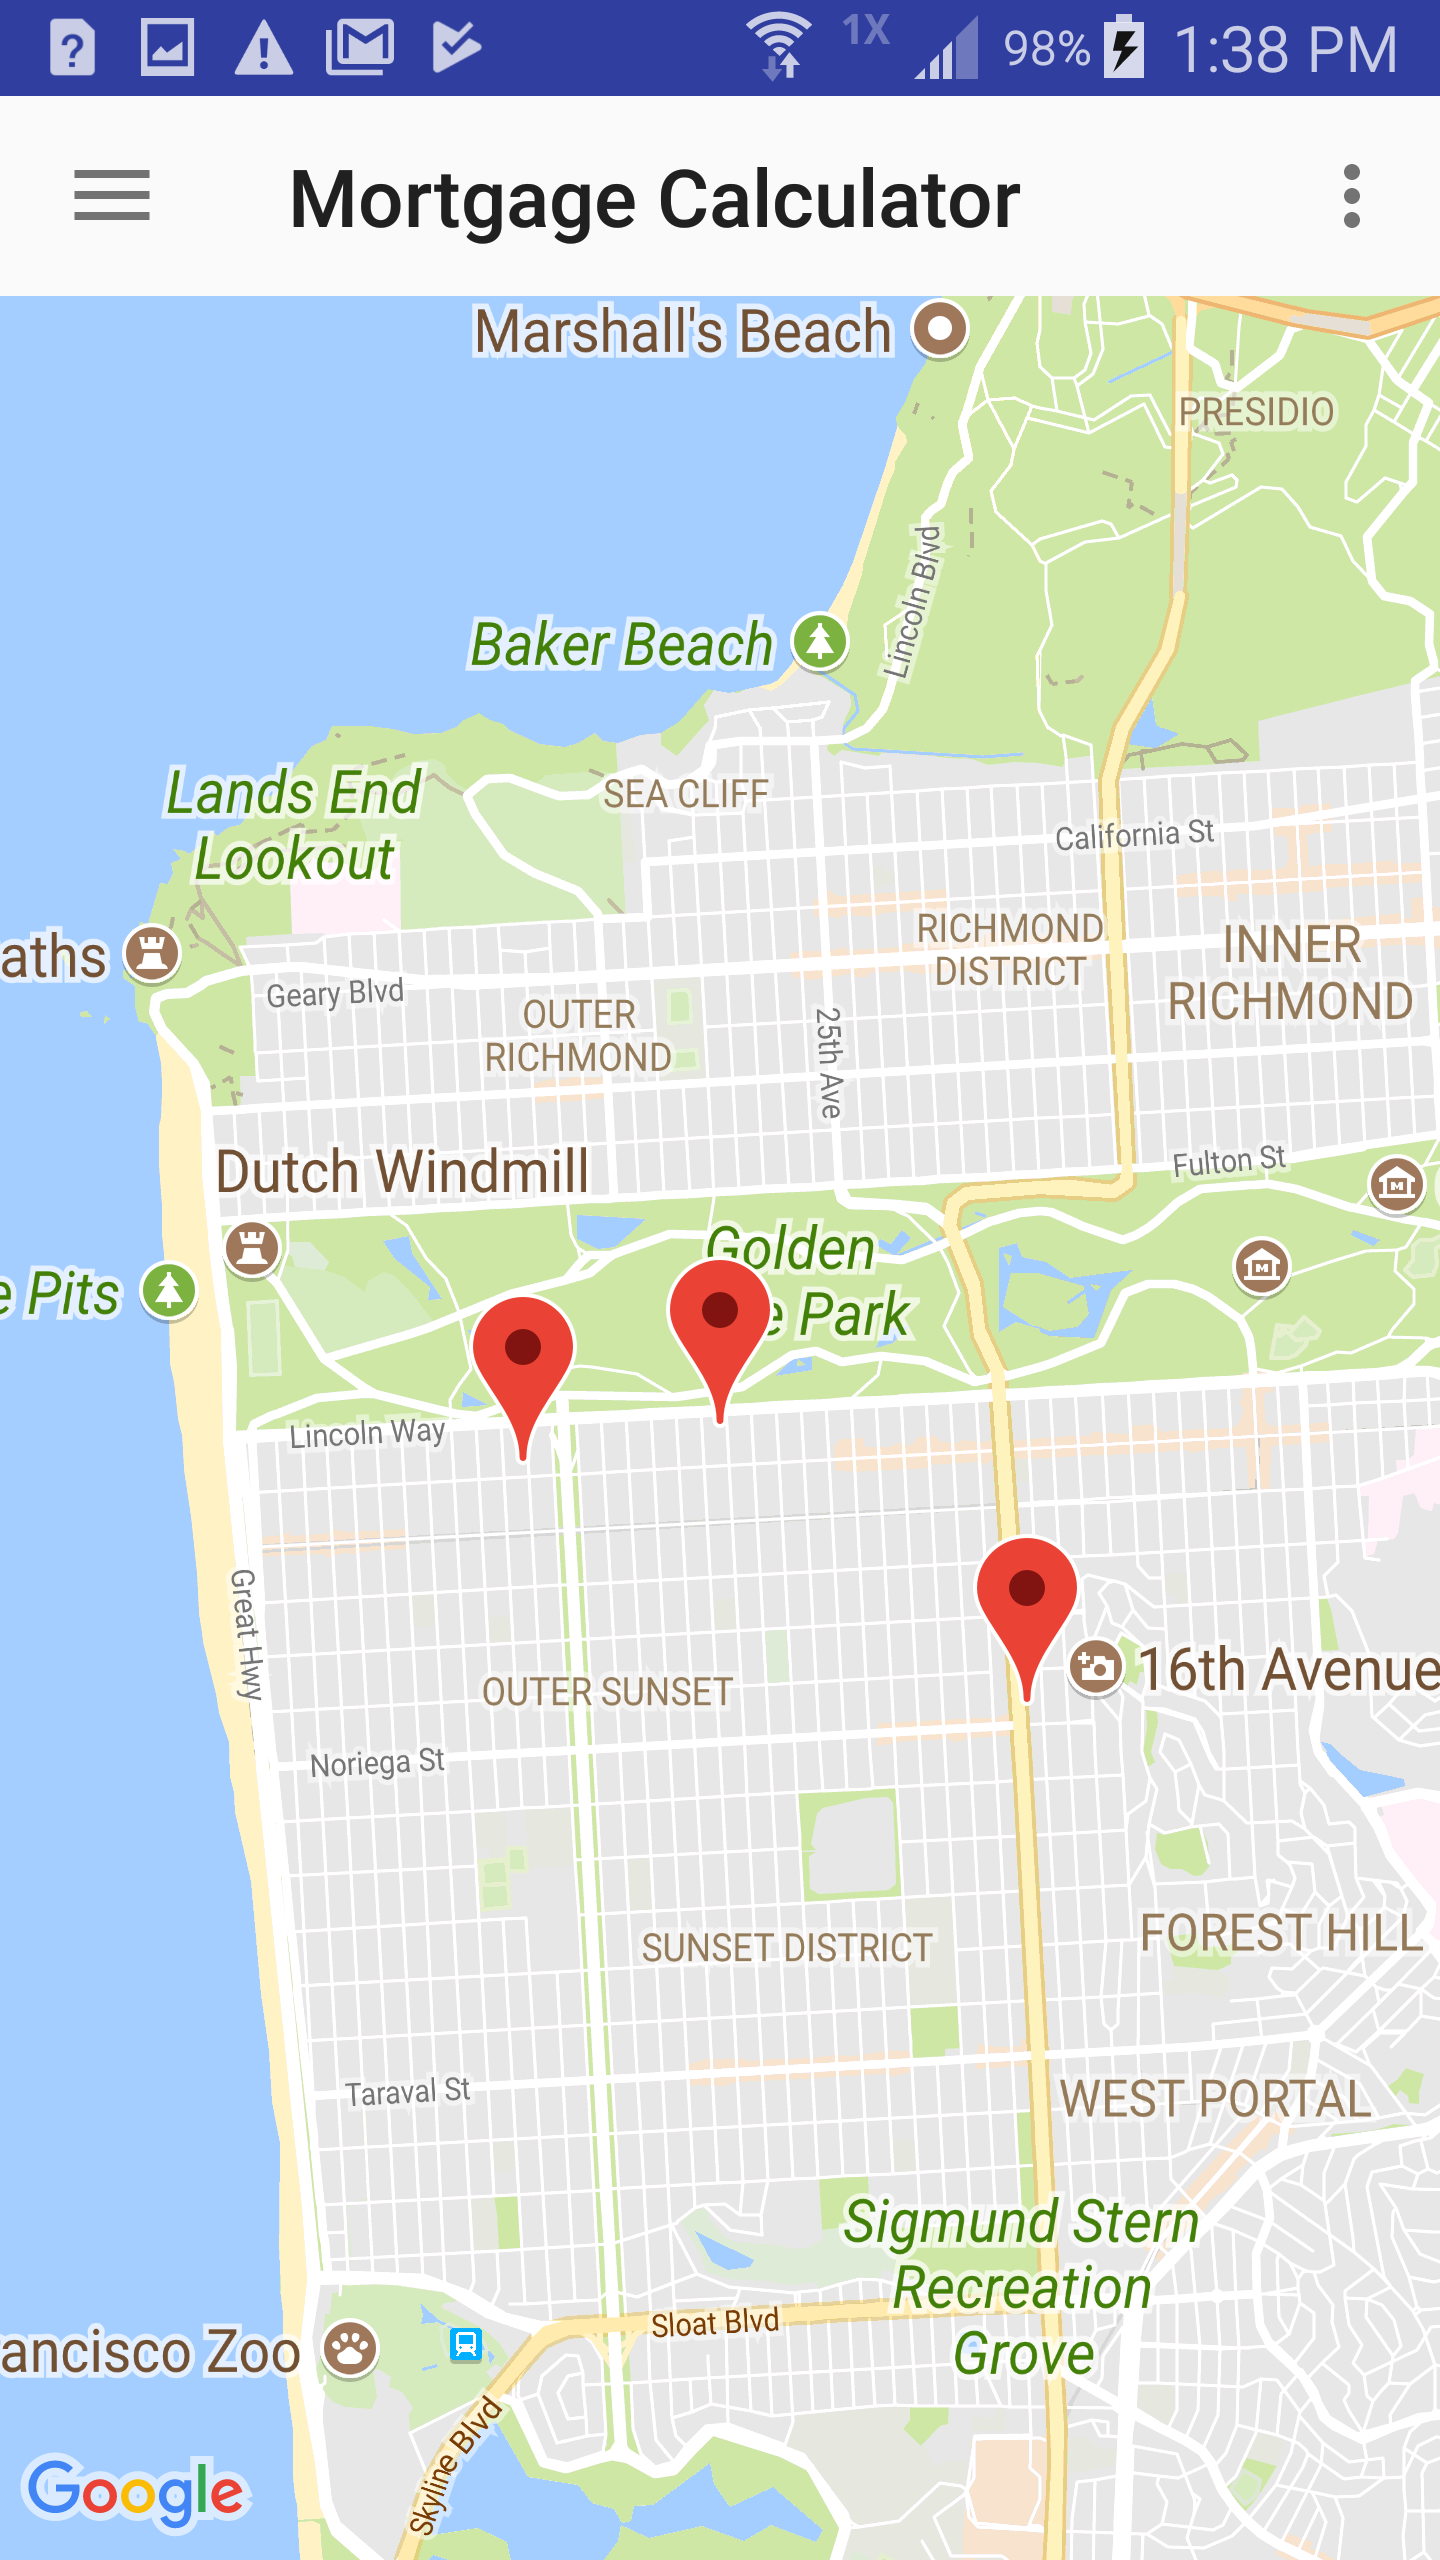 1X 98% 1:38 PM
Mortgage Calculator
Marshall's Beach
PRESIDIO
Lincoln Blvd
Baker Beach
Lands End
Lookout
SEA CLIFF
California St
RICHMOND
DISTRICT
INNER
RICHMOND
aths
Geary Blvd
OUTER
RICHMOND
25th Ave
Dutch Windmill
Fulton St
Golden
e Park
e Pits
Lincoln Way
Great Hwy
16th Avenue
OUTER SUNSET
Noriega St
SUNSET DISTRICT
FOREST HILL
Taraval St
WEST PORTAL
Sigmund Stern
Recreation
Grove
Sloat Blvd
ancisco Zoo
Skyline Blvd
Google